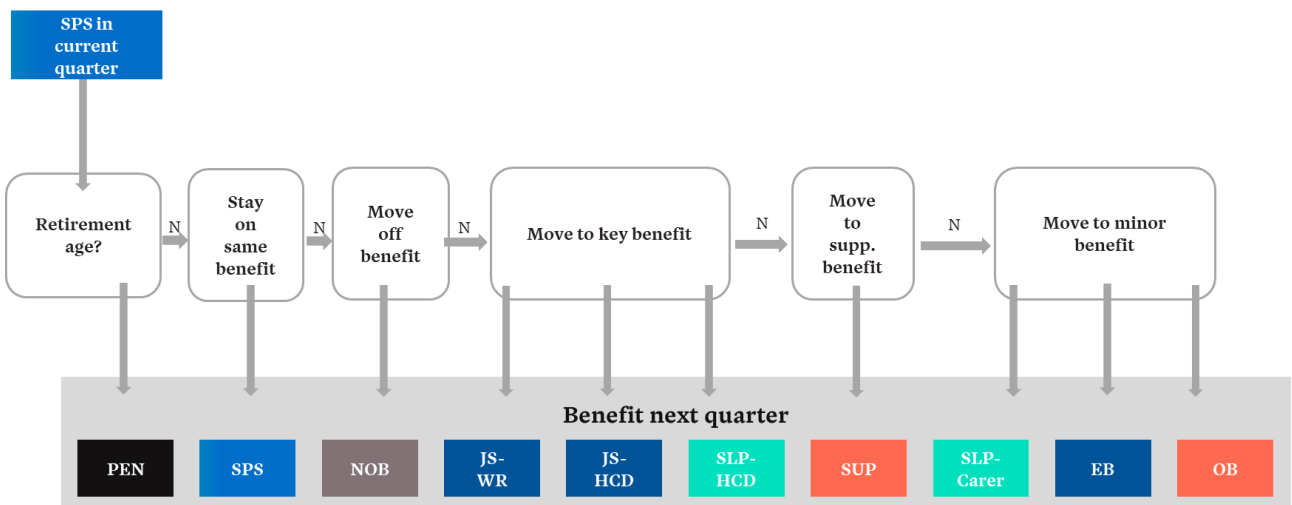 SPS in
current
quarter
Retirement
age?
N
Stay
on
same
benefit
N
Move
off
benefit
N
Move to key benefit
N
Move
to
supp.
benefit
N
Move to minor
benefit
Benefit next quarter
PEN
SPS
NOB
JS-
WR
JS-
HCD
SLP-
HCD
SUP
SLP-
Carer
EB
OB